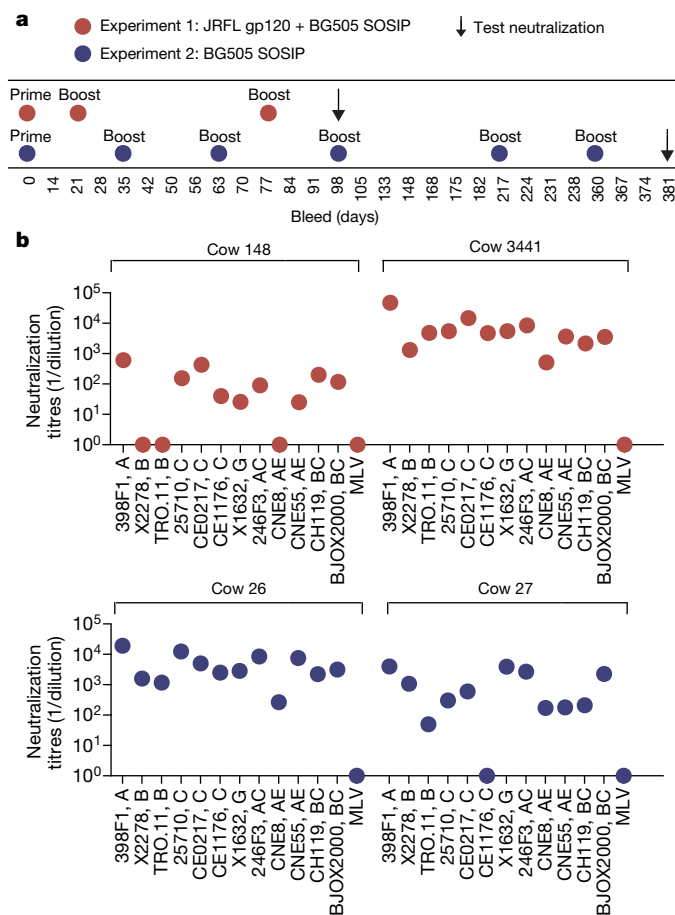 a
Experiment 1: JRFL gp120 + BG505 SOSIP
Test neutralization
Experiment 2: BG505 SOSIP
Prime Boost Boost
Prime Boost Boost Boost Boost Boost
0 14 21 28 35 42 50 56 63 70 77 84 91 98 105 133 148 168 175 182 217 224 231 238 360 367 374 381
Bleed (days)
b
Cow 148
Cow 3441
Neutralization
titres (1/dilution)
10⁵
10⁴
10³
10²
10¹
10⁰
398F1, A
X2278, B
TRO.11, B
25710, C
CE0217, C
CE1176, C
X1632, G
246F3, AC
CNE8, AE
CNE55, AE
CH119, BC
BJOX2000, BC
MLV
398F1, A
X2278, B
TRO.11, B
25710, C
CE0217, C
CE1176, C
X1632, G
246F3, AC
CNE8, AE
CNE55, AE
CH119, BC
BJOX2000, BC
MLV
Cow 26
Cow 27
Neutralization
titres (1/dilution)
10⁵
10⁴
10³
10²
10¹
10⁰
398F1, A
X2278, B
TRO.11, B
25710, C
CE0217, C
CE1176, C
X1632, G
246F3, AC
CNE8, AE
CNE55, AE
CH119, BC
BJOX2000, BC
MLV
398F1, A
X2278, B
TRO.11, B
25710, C
CE0217, C
CE1176, C
X1632, G
246F3, AC
CNE8, AE
CNE55, AE
CH119, BC
BJOX2000, BC
MLV